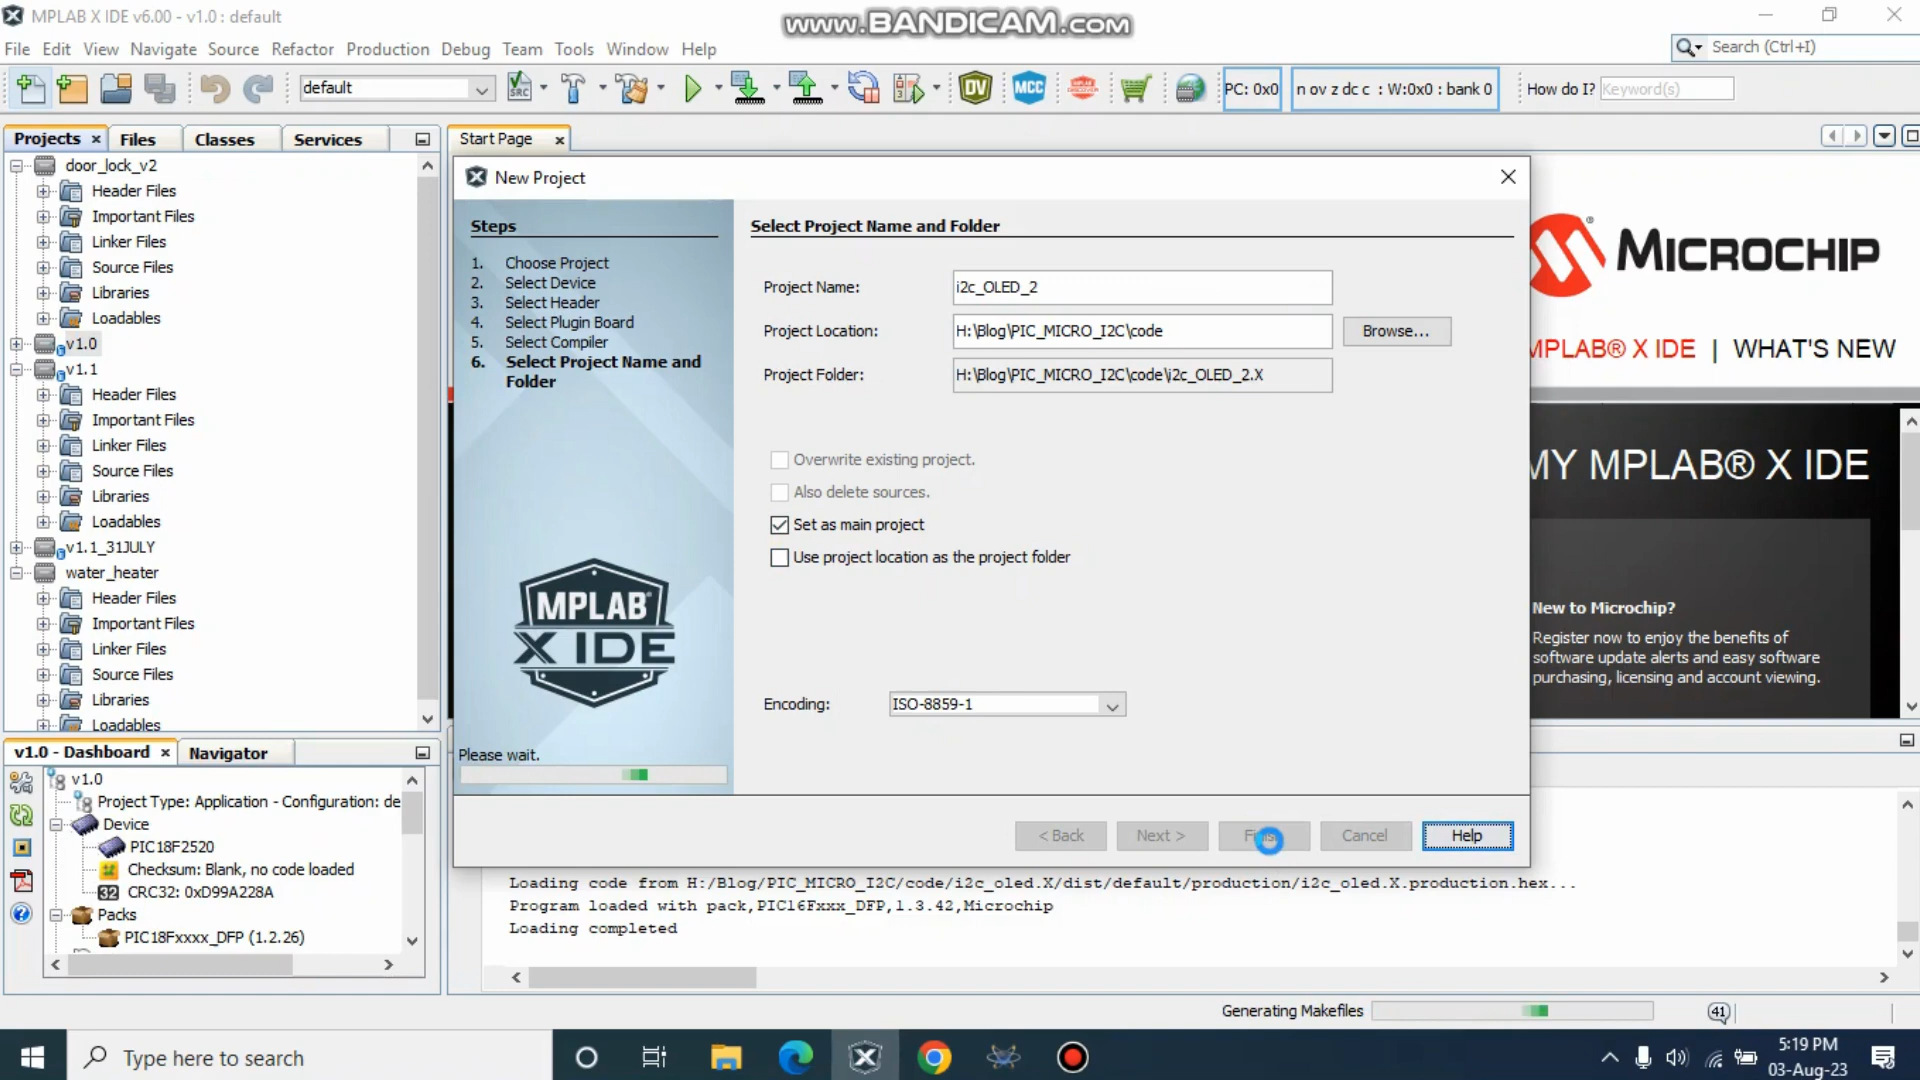 MPLAB X IDE v6.00 - v1.0 : default
www.BANDICAM.com
File Edit View Navigate Source Refactor Production Debug Team Tools Window Help
Search (Ctrl+I)
default
SRC
DV
MCC
PC: 0x0
n ov z dc c : W:0x0 : bank 0
How do I?
Keyword(s)
Projects
Files
Classes
Services
Start Page
door_lock_v2
Header Files
Important Files
Linker Files
Source Files
Libraries
Loadables
v1.0
v1.1
Header Files
Important Files
Linker Files
Source Files
Libraries
Loadables
v1.1_31JULY
water_heater
Header Files
Important Files
Linker Files
Source Files
Libraries
Loadables
v1.0 - Dashboard
Navigator
v1.0
Project Type: Application - Configuration: de
Device
PIC18F2520
Checksum: Blank, no code loaded
32 CRC32: 0xD99A228A
Packs
PIC18Fxxxx_DFP (1.2.26)
New Project
Steps
1. Choose Project
2. Select Device
3. Select Header
4. Select Plugin Board
5. Select Compiler
6. Select Project Name and
Folder
MPLAB
X IDE
Please wait.
Select Project Name and Folder
Project Name: i2c_OLED_2
Project Location: H:\Blog\PIC_MICRO_I2C\code Browse...
Project Folder: H:\Blog\PIC_MICRO_I2C\code\i2c_OLED_2.X
Overwrite existing project.
Also delete sources.
Set as main project
Use project location as the project folder
Encoding: ISO-8859-1
< Back Next > Cancel Help
MICROCHIP
MPLAB® X IDE | WHAT'S NEW
MY MPLAB® X IDE
New to Microchip?
Register now to enjoy the benefits of
software update alerts and easy software
purchasing, licensing and account viewing.
Loading code from H:/Blog/PIC_MICRO_I2C/code/i2c_oled.X/dist/default/production/i2c_oled.X.production.hex...
Program loaded with pack,PIC16Fxxx_DFP,1.3.42,Microchip
Loading completed
Generating Makefiles
41
Type here to search
5:19 PM
03-Aug-23